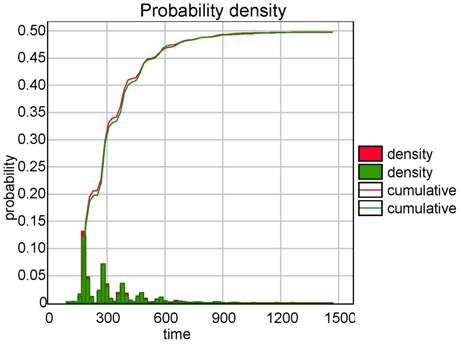 Probability density
0.50
0.45
0.40
0.35
0.30
0.25
0.20
0.15
0.10
0.05
0
probability
0 300 600 900 1200 1500
time
density
density
cumulative
cumulative